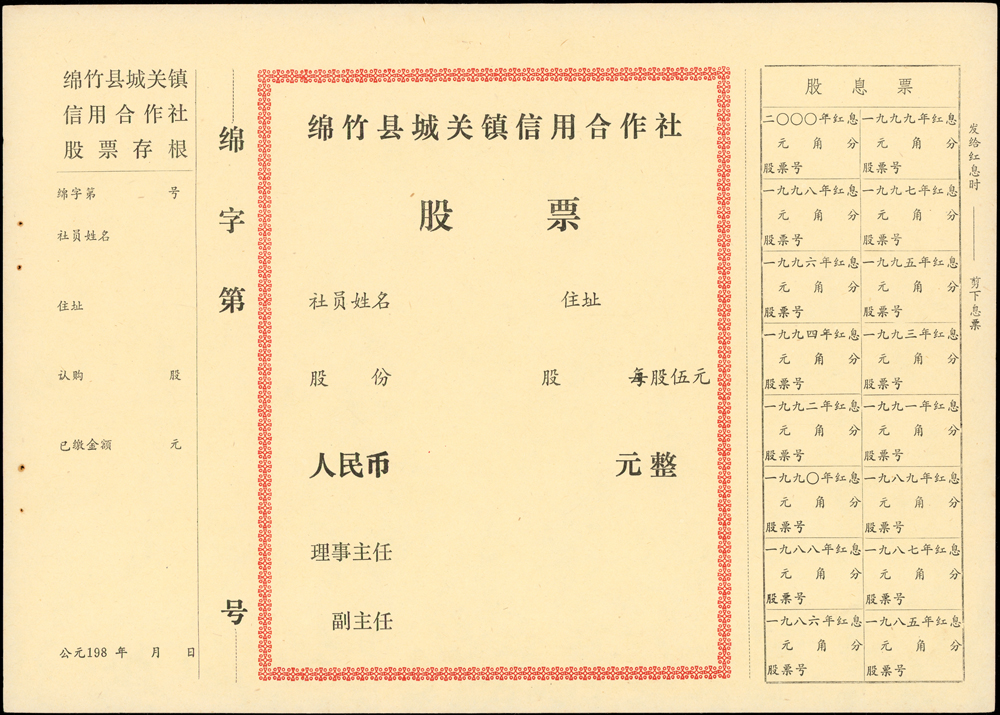 绵竹县城关镇
信用合作社
股票存根
绵字第 号
社员姓名
住址
认购 股
已缴金额 元
公元198 年 月 日
绵字第 号
绵竹县城关镇信用合作社
股 票
社员姓名 住址
股 份 股 每股伍元
人民币 元整
理事主任
副主任
股 息 票
二〇〇〇年红息 一九九九年红息
元 角 分 元 角 分
股票号 股票号
一九九八年红息 一九九七年红息
元 角 分 元 角 分
股票号 股票号
一九九六年红息 一九九五年红息
元 角 分 元 角 分
股票号 股票号
一九九四年红息 一九九三年红息
元 角 分 元 角 分
股票号 股票号
一九九二年红息 一九九一年红息
元 角 分 元 角 分
股票号 股票号
一九九〇年红息 一九八九年红息
元 角 分 元 角 分
股票号 股票号
一九八八年红息 一九八七年红息
元 角 分 元 角 分
股票号 股票号
一九八六年红息 一九八五年红息
元 角 分 元 角 分
股票号 股票号
发给红息时——剪下息票